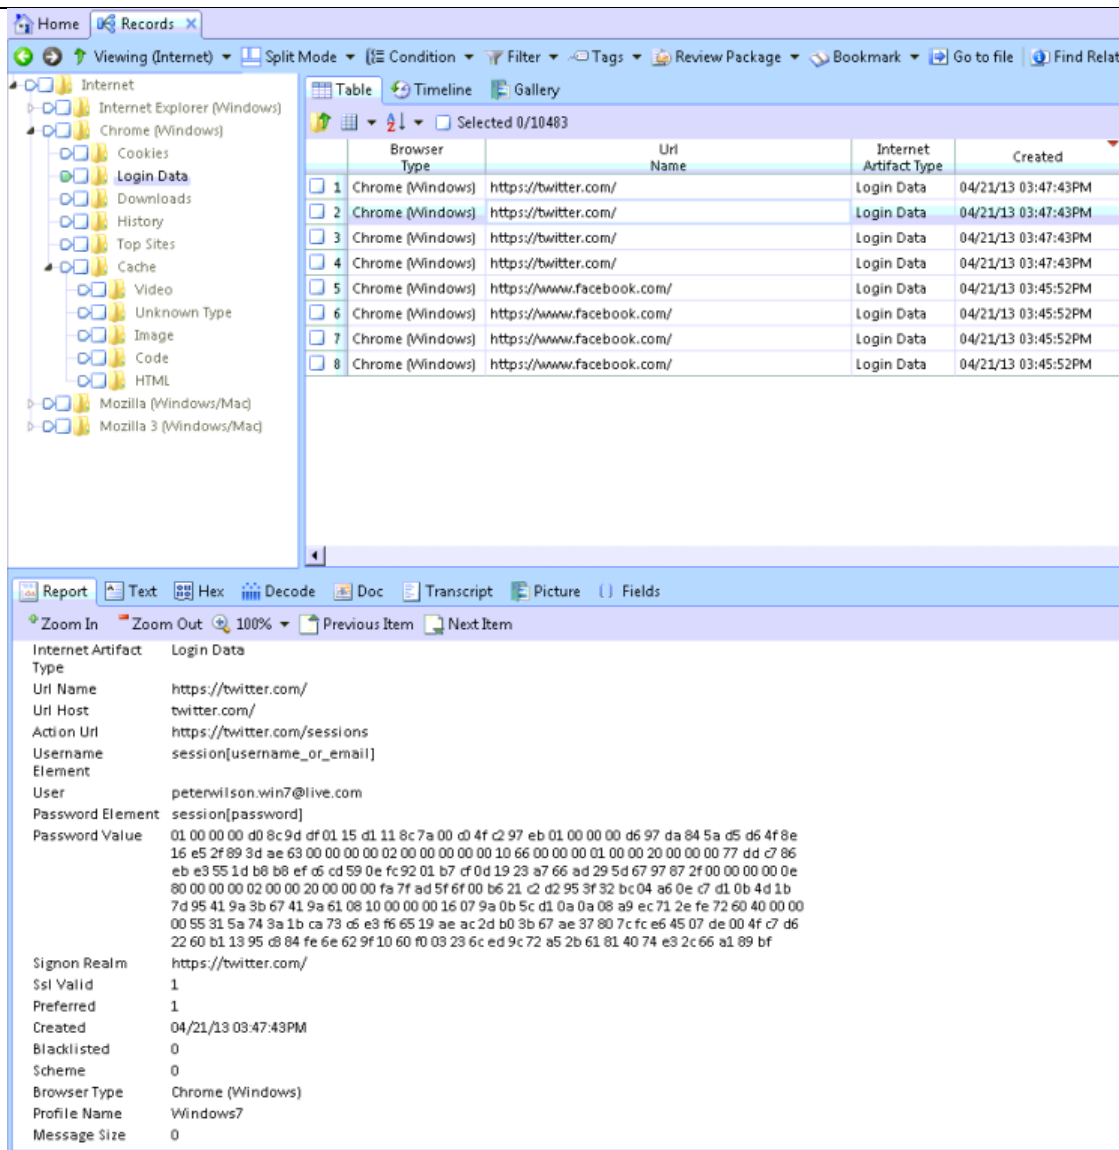 Home Records
Viewing (Internet) Split Mode Condition Filter Tags Review Package Bookmark Go to file Find Relat
Internet
Internet Explorer (Windows)
Chrome (Windows)
Cookies
Login Data
Downloads
History
Top Sites
Cache
Video
Unknown Type
Image
Code
HTML
Mozilla (Windows/Mac)
Mozilla 3 (Windows/Mac)
Table Timeline Gallery
Selected 0/10483
Browser Type Url Name Internet Artifact Type Created
1 Chrome (Windows) https://twitter.com/ Login Data 04/21/13 03:47:43PM
2 Chrome (Windows) https://twitter.com/ Login Data 04/21/13 03:47:43PM
3 Chrome (Windows) https://twitter.com/ Login Data 04/21/13 03:47:43PM
4 Chrome (Windows) https://twitter.com/ Login Data 04/21/13 03:47:43PM
5 Chrome (Windows) https://www.facebook.com/ Login Data 04/21/13 03:45:52PM
6 Chrome (Windows) https://www.facebook.com/ Login Data 04/21/13 03:45:52PM
7 Chrome (Windows) https://www.facebook.com/ Login Data 04/21/13 03:45:52PM
8 Chrome (Windows) https://www.facebook.com/ Login Data 04/21/13 03:45:52PM
Report Text Hex Decode Doc Transcript Picture Fields
Zoom In Zoom Out 100% Previous Item Next Item
Internet Artifact Login Data
Type
Url Name https://twitter.com/
Url Host twitter.com/
Action Url https://twitter.com/sessions
Username session[username_or_email]
Element
User peterwilson.win7@live.com
Password Element session[password]
Password Value 01 00 00 00 d0 8c 9d df 01 15 d1 11 8c 7a 00 c0 4f c2 97 eb 01 00 00 00 d6 97 da 84 5a d5 d6 4f 8e
16 e5 2f 89 3d ae 63 00 00 00 00 02 00 00 00 00 00 10 66 00 00 00 01 00 00 20 00 00 00 77 dd c7 86
eb e3 55 1d b8 b8 ef c6 cd 59 0e fc 92 01 b7 cf 0d 19 23 a7 66 ad 29 5d 67 97 87 2f 00 00 00 00 0e
80 00 00 00 02 00 00 20 00 00 00 fa 7f ad 5f 6f 00 b6 21 c2 d2 95 3f 32 bc 04 a6 0e c7 d1 0b 4d 1b
7d 95 41 9a 3b 67 41 9a 61 08 10 00 00 00 16 07 9a 0b 5c d1 0a 0a 08 a9 ec 71 2e fe 72 60 40 00 00
00 55 31 5a 74 3a 1b ca 73 d6 e3 f6 65 19 ae ac 2d b0 3b 67 ae 37 80 7c fc e6 45 07 de 00 4f c7 d6
22 60 b1 13 95 c8 84 fe 6e 62 9f 10 60 f0 03 23 6c ed 9c 72 a5 2b 61 81 40 74 e3 2c 66 a1 89 bf
Signon Realm https://twitter.com/
Ssl Valid 1
Preferred 1
Created 04/21/13 03:47:43PM
Blacklisted 0
Scheme 0
Browser Type Chrome (Windows)
Profile Name Windows7
Message Size 0